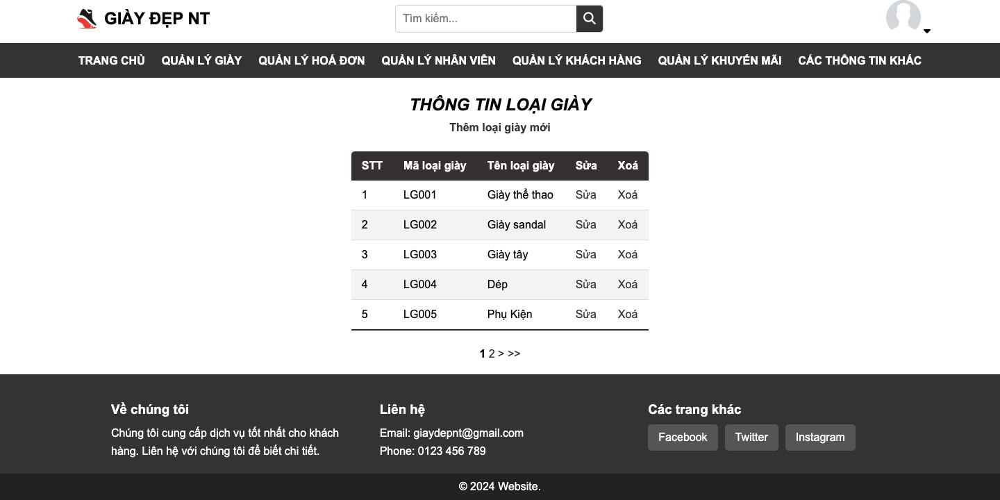 GIÀY ĐẸP NT
Tìm kiếm...
TRANG CHỦ QUẢN LÝ GIÀY QUẢN LÝ HOÁ ĐƠN QUẢN LÝ NHÂN VIÊN QUẢN LÝ KHÁCH HÀNG QUẢN LÝ KHUYẾN MÃI CÁC THÔNG TIN KHÁC
THÔNG TIN LOẠI GIÀY
Thêm loại giày mới
STT Mã loại giày Tên loại giày Sửa Xoá
1 LG001 Giày thể thao Sửa Xoá
2 LG002 Giày sandal Sửa Xoá
3 LG003 Giày tây Sửa Xoá
4 LG004 Dép Sửa Xoá
5 LG005 Phụ Kiện Sửa Xoá
1 2 > >>
Về chúng tôi
Chúng tôi cung cấp dịch vụ tốt nhất cho khách
hàng. Liên hệ với chúng tôi để biết chi tiết.
Liên hệ
Email: giaydepnt@gmail.com
Phone: 0123 456 789
Các trang khác
Facebook Twitter Instagram
© 2024 Website.